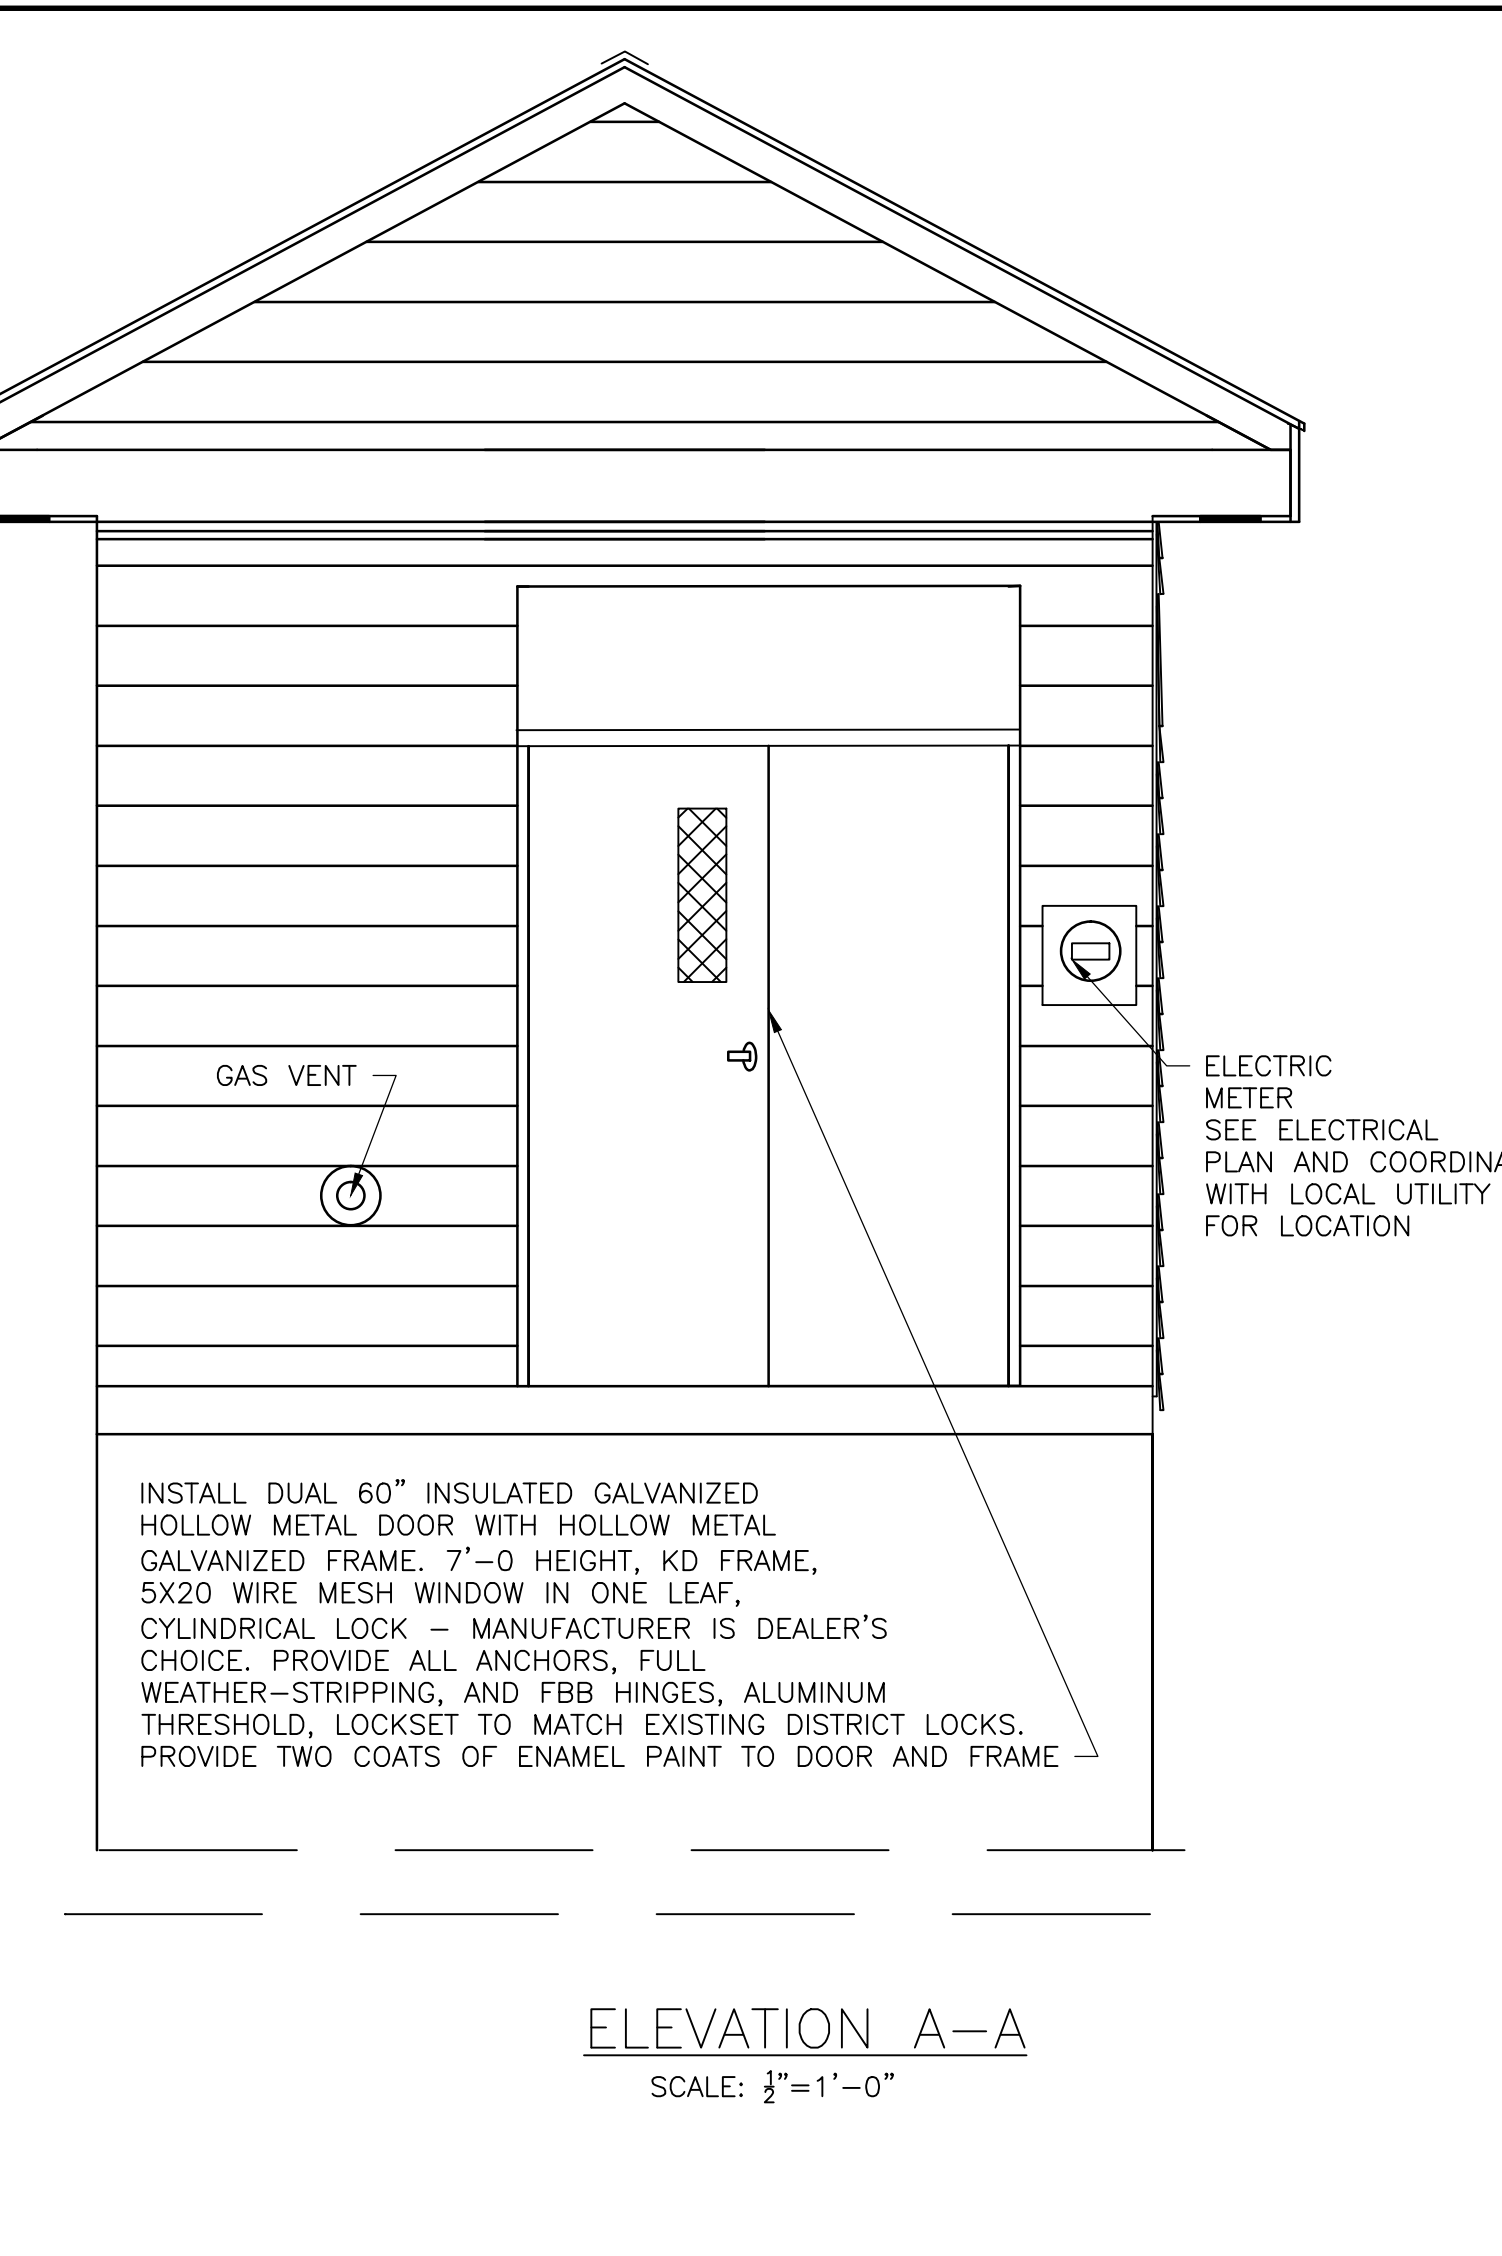 GAS VENT
ELECTRIC
METER
SEE ELECTRICAL
PLAN AND
WITH LOCAL UTILITY
FOR LOCATION
INSTALL DUAL 60” INSULATED GALVANIZED
HOLLOW METAL DOOR WITH HOLLOW METAL
GALVANIZED FRAME. 7’–0 HEIGHT, KD FRAME,
5X20 WIRE MESH WINDOW IN ONE LEAF,
CYLINDRICAL LOCK – MANUFACTURER IS DEALER’S
CHOICE. PROVIDE ALL ANCHORS, FULL
WEATHER–STRIPPING, AND FBB HINGES, ALUMINUM
THRESHOLD, LOCKSET TO MATCH EXISTING DISTRICT LOCKS.
PROVIDE TWO COATS OF ENAMEL PAINT TO DOOR AND FRAME
ELEVATION A–A
SCALE: ½”=1’–0”